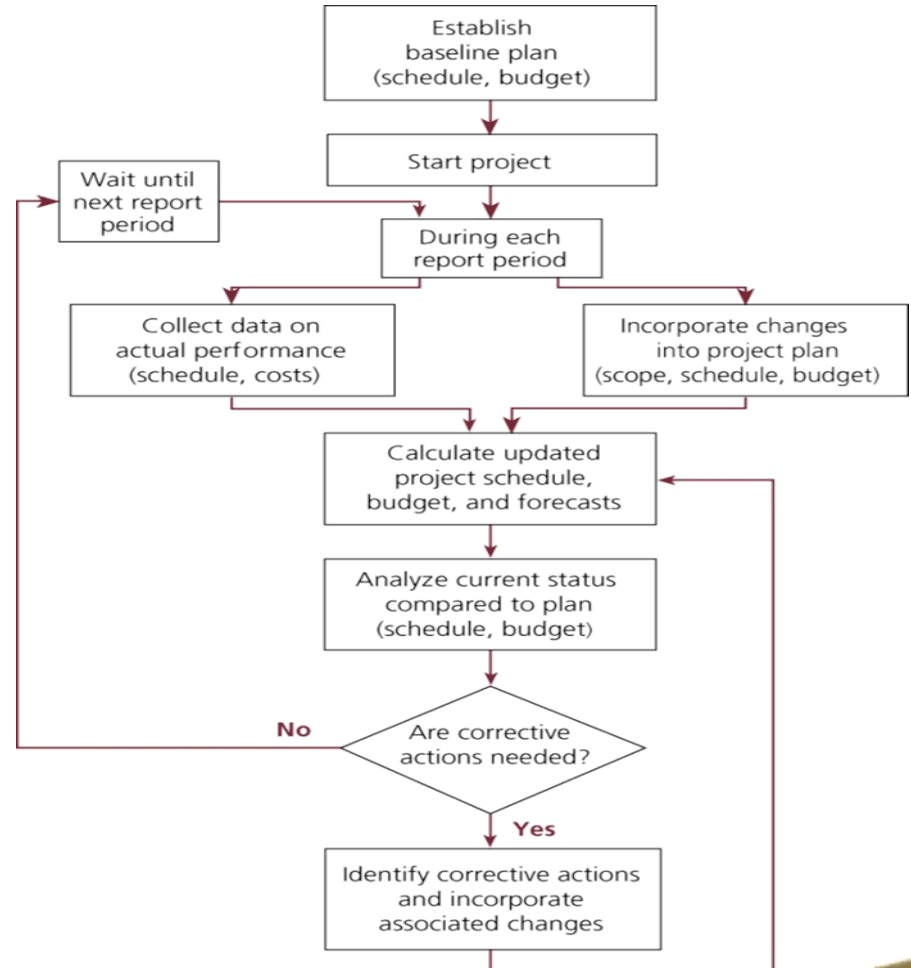 Establish
baseline plan
(schedule, budget)
Start project
Wait until
next report
period
During each
report period
Collect data on
actual performance
(schedule, costs)
Incorporate changes
into project plan
(scope, schedule, budget)
Calculate updated
project schedule,
budget, and forecasts
Analyze current status
compared to plan
(schedule, budget)
No
Are corrective
actions needed?
Yes
Identify corrective actions
and incorporate
associated changes